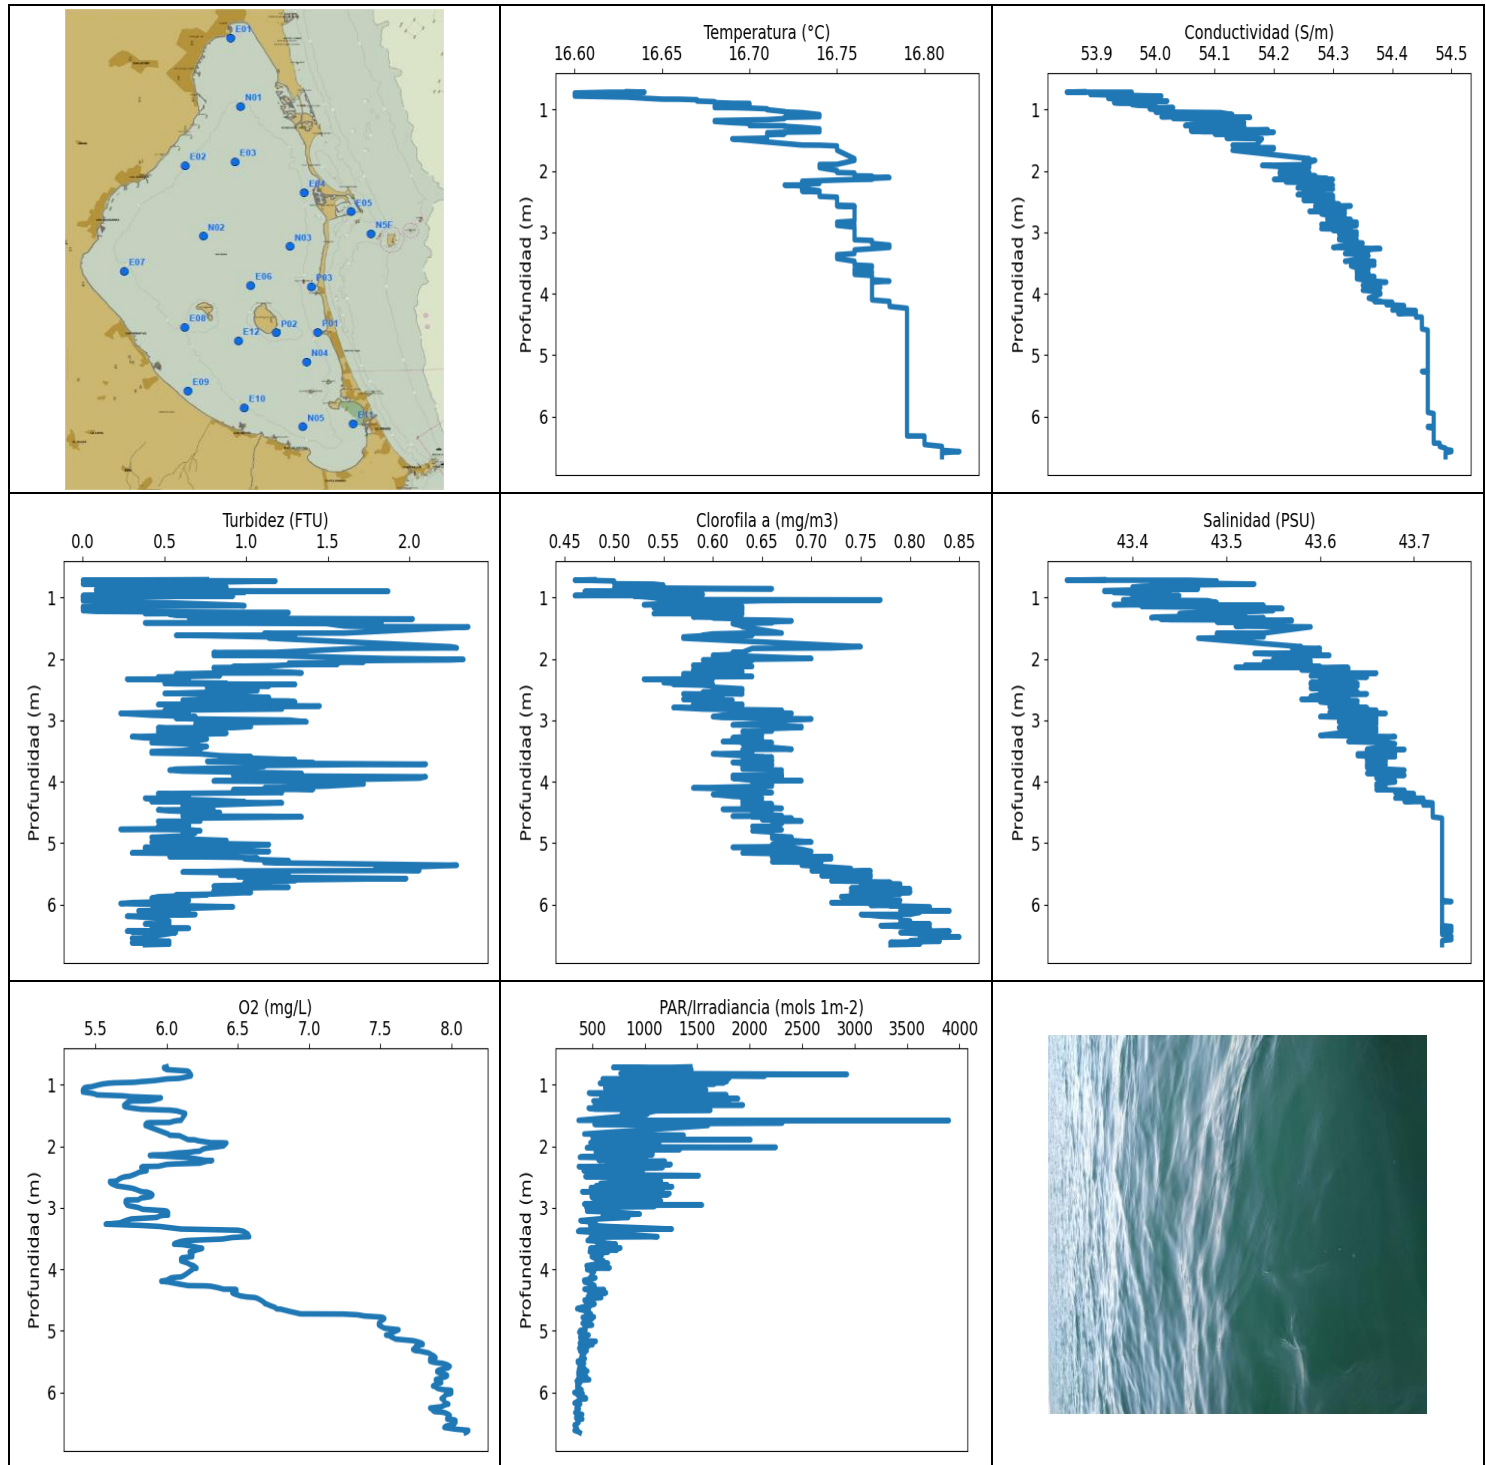 E01
N01
E02
E03
E04
E05
N5F
N02
N03
E07
E06
P03
E08
E12
P02
P01
N04
E09
E10
N05
E11
Temperatura (°C)
16.60 16.65 16.70 16.75 16.80
Profundidad (m)
1
2
3
4
5
6
Conductividad (S/m)
53.9 54.0 54.1 54.2 54.3 54.4 54.5
Profundidad (m)
1
2
3
4
5
6
Turbidez (FTU)
0.0 0.5 1.0 1.5 2.0
Profundidad (m)
1
2
3
4
5
6
Clorofila a (mg/m3)
0.45 0.50 0.55 0.60 0.65 0.70 0.75 0.80 0.85
Profundidad (m)
1
2
3
4
5
6
Salinidad (PSU)
43.4 43.5 43.6 43.7
Profundidad (m)
1
2
3
4
5
6
O2 (mg/L)
5.5 6.0 6.5 7.0 7.5 8.0
Profundidad (m)
1
2
3
4
5
6
PAR/Irradiancia (mols 1m-2)
500 1000 1500 2000 2500 3000 3500 4000
Profundidad (m)
1
2
3
4
5
6